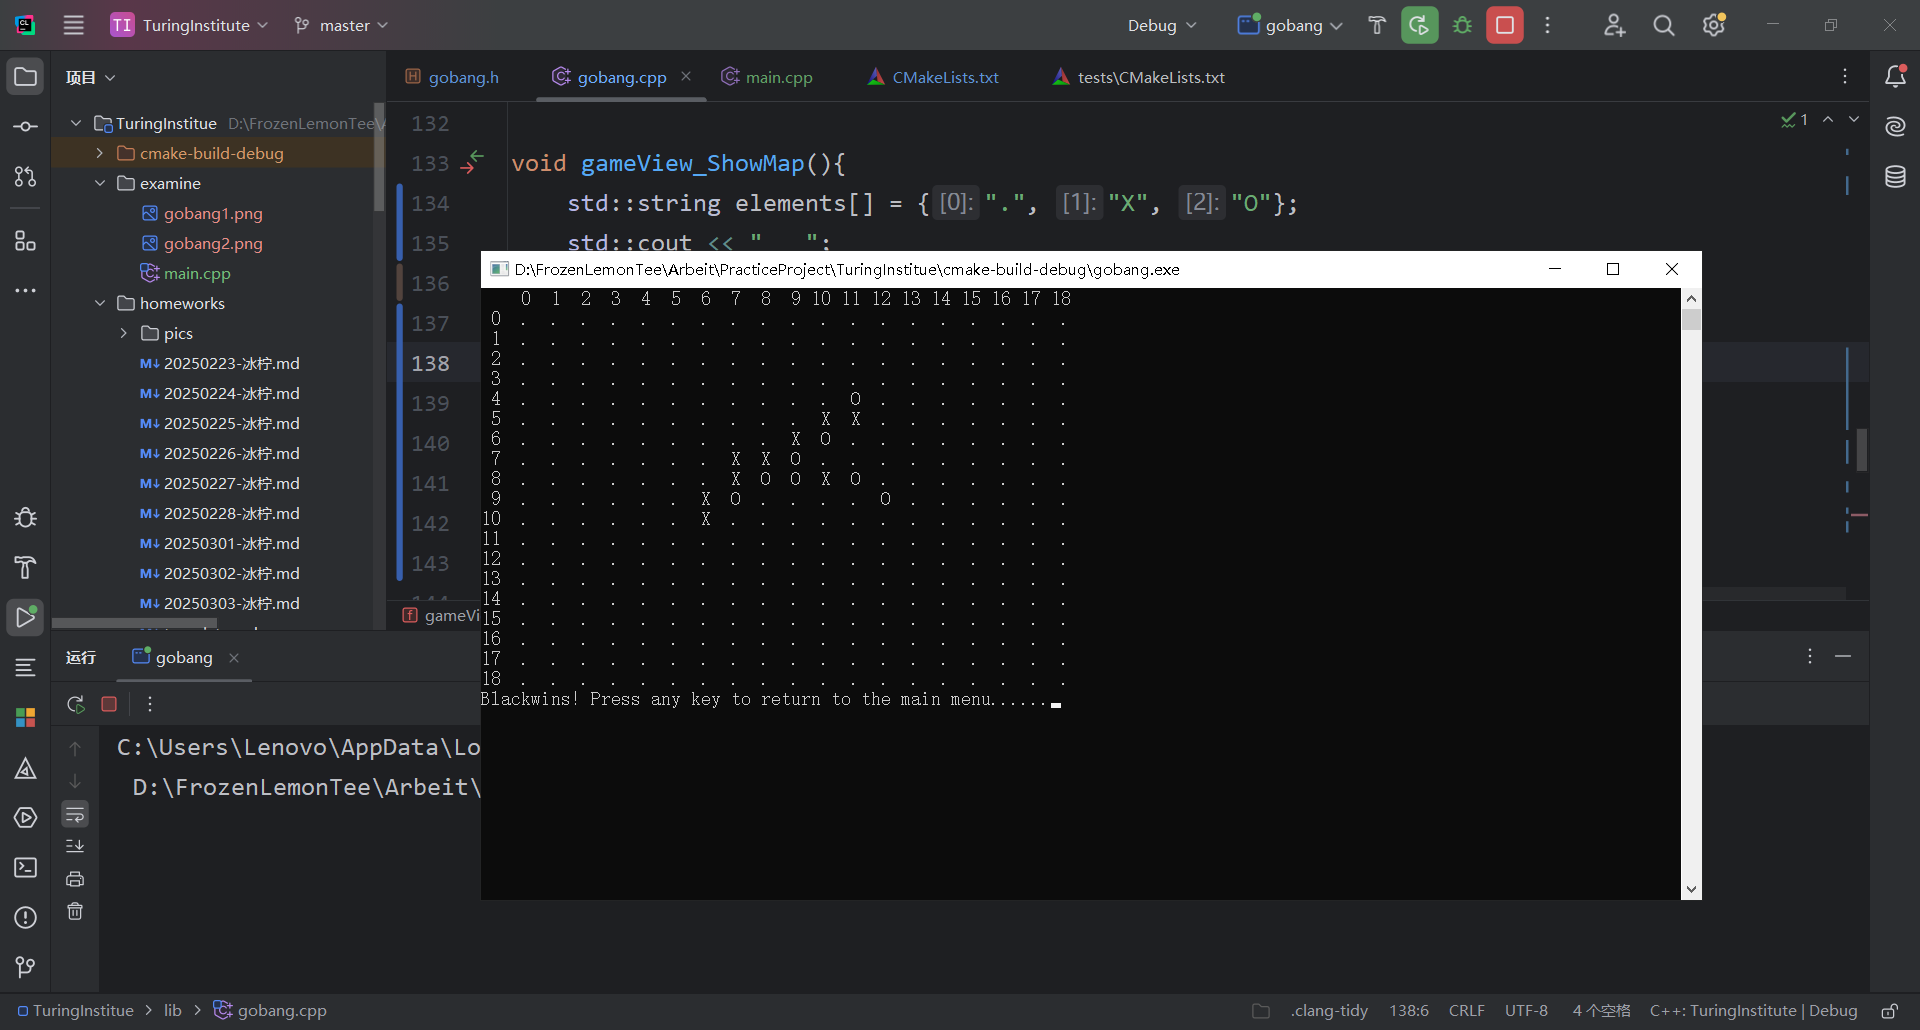 TI TuringInstitute master Debug gobang
项目
gobang.h gobang.cpp main.cpp CMakeLists.txt tests\CMakeLists.txt
TuringInstitue D:\FrozenLemonTee\
cmake-build-debug
examine
gobang1.png
gobang2.png
main.cpp
homeworks
pics
20250223-冰柠.md
20250224-冰柠.md
20250225-冰柠.md
20250226-冰柠.md
20250227-冰柠.md
20250228-冰柠.md
20250301-冰柠.md
20250302-冰柠.md
20250303-冰柠.md
1
132
133 void gameView_ShowMap(){
134 std::string elements[] = {[0]: ".", [1]: "X", [2]: "O"};
135 std::cout << "   ";
136
137
138
139
140
141
142
143
gameVi
D:\FrozenLemonTee\Arbeit\PracticeProject\TuringInstitue\cmake-build-debug\gobang.exe
0 1 2 3 4 5 6 7 8 9 10 11 12 13 14 15 16 17 18
0 . . . . . . . . . . . . . . . . . . .
1 . . . . . . . . . . . . . . . . . . .
2 . . . . . . . . . . . . . . . . . . .
3 . . . . . . . . . . . . . . . . . . .
4 . . . . . . . . . . . O . . . . . . .
5 . . . . . . . . . . X X . . . . . . .
6 . . . . . . . . . X O . . . . . . . .
7 . . . . . . . X X O . . . . . . . . .
8 . . . . . . . X O O X O . . . . . . .
9 . . . . . . X O . . . . O . . . . . .
10 . . . . . . X . . . . . . . . . . . .
11 . . . . . . . . . . . . . . . . . . .
12 . . . . . . . . . . . . . . . . . . .
13 . . . . . . . . . . . . . . . . . . .
14 . . . . . . . . . . . . . . . . . . .
15 . . . . . . . . . . . . . . . . . . .
16 . . . . . . . . . . . . . . . . . . .
17 . . . . . . . . . . . . . . . . . . .
18 . . . . . . . . . . . . . . . . . . .
Blackwins! Press any key to return to the main menu......
运行 gobang
C:\Users\Lenovo\AppData\Lo
D:\FrozenLemonTee\Arbeit\
TuringInstitue > lib > gobang.cpp .clang-tidy 138:6 CRLF UTF-8 4 个空格 C++: TuringInstitute | Debug